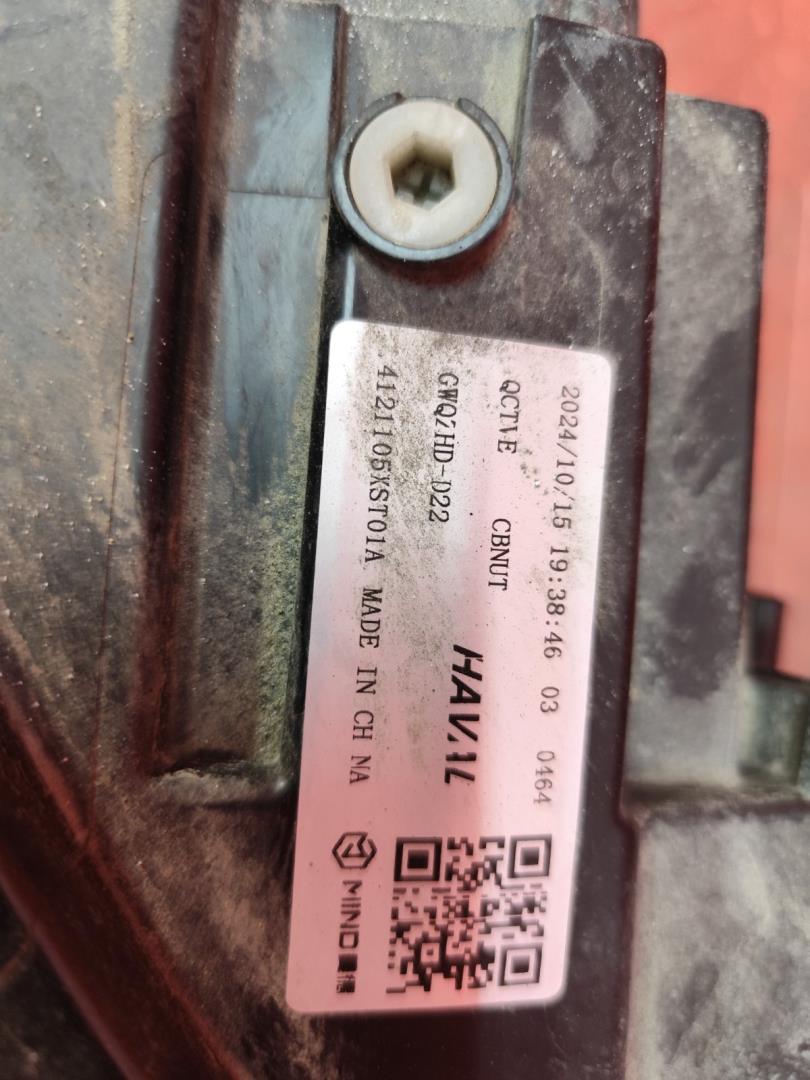 2024/10/15 19:38:46 03 0464
QCTVE CBNUT
GWQ2HD-D22
HAVAL
4121105XST01A MADE IN CH NA
MIND